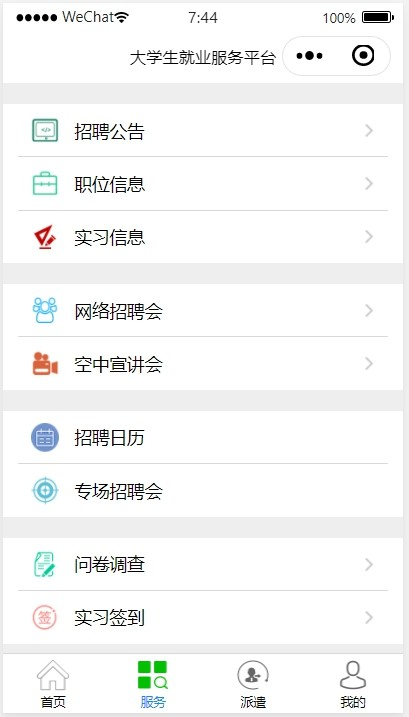 WeChat 7:44 100%
大学生就业服务平台
招聘公告
职位信息
实习信息
网络招聘会
空中宣讲会
招聘日历
专场招聘会
问卷调查
签 实习签到
首页 服务 派遣 我的